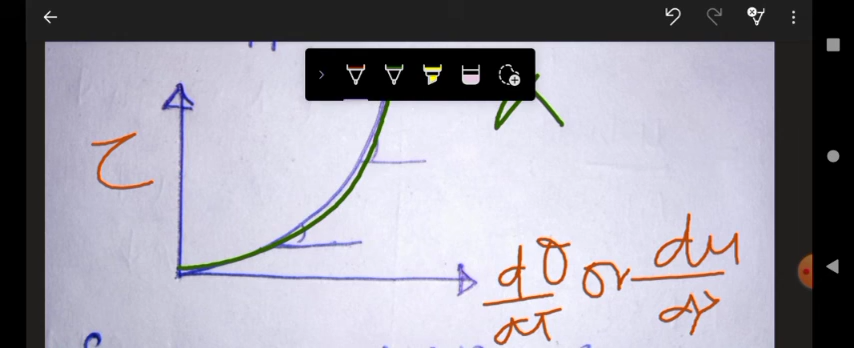 τ
dθ/dt or du/dy